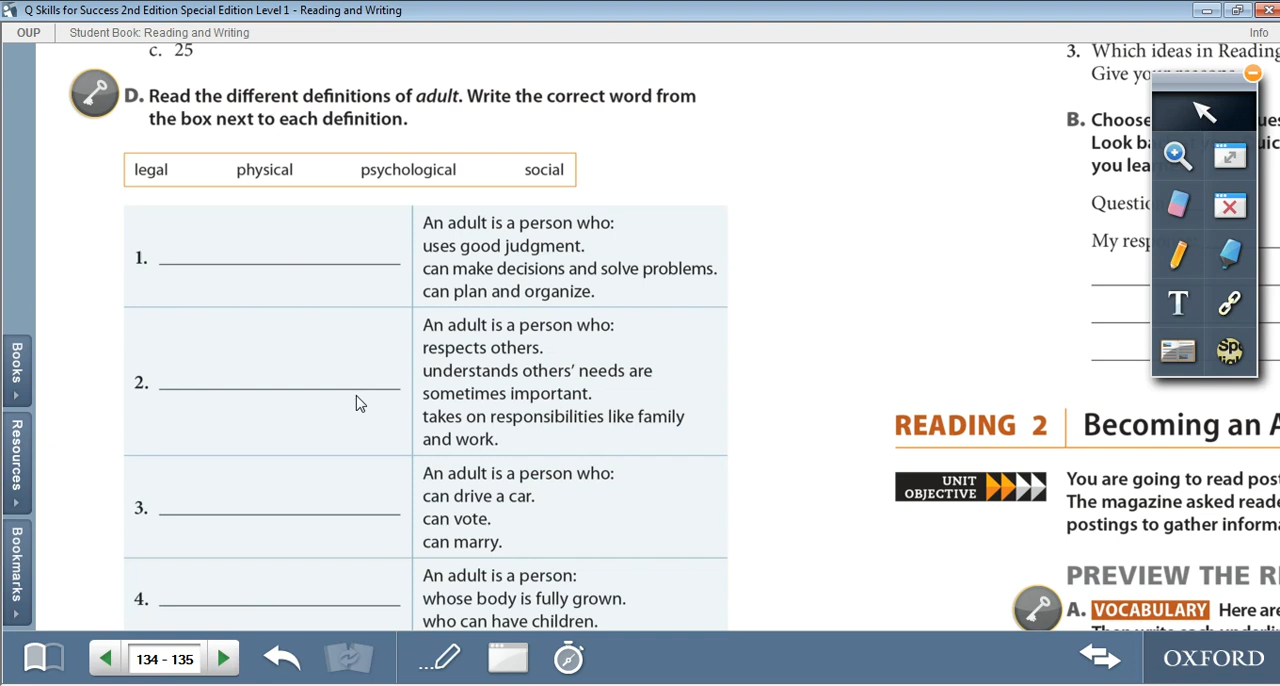 Q Skills for Success 2nd Edition Special Edition Level 1 - Reading and Writing
OUP
Student Book: Reading and Writing
Info
c. 25
D. Read the different definitions of adult. Write the correct word from
the box next to each definition.
legal physical psychological social
1.
An adult is a person who:
uses good judgment.
can make decisions and solve problems.
can plan and organize.
2.
An adult is a person who:
respects others.
understands others’ needs are
sometimes important.
takes on responsibilities like family
and work.
3.
An adult is a person who:
can drive a car.
can vote.
can marry.
4.
An adult is a person:
whose body is fully grown.
who can have children.
3. Which ideas in Reading
Give your reasons
B. Choose
Look ba
you lea
Questio
My resp
READING 2 Becoming an A
UNIT
OBJECTIVE
You are going to read post
The magazine asked reade
postings to gather informa
PREVIEW THE RE
A. VOCABULARY Here are
Books
Resources
Bookmarks
T
134 - 135
OXFORD